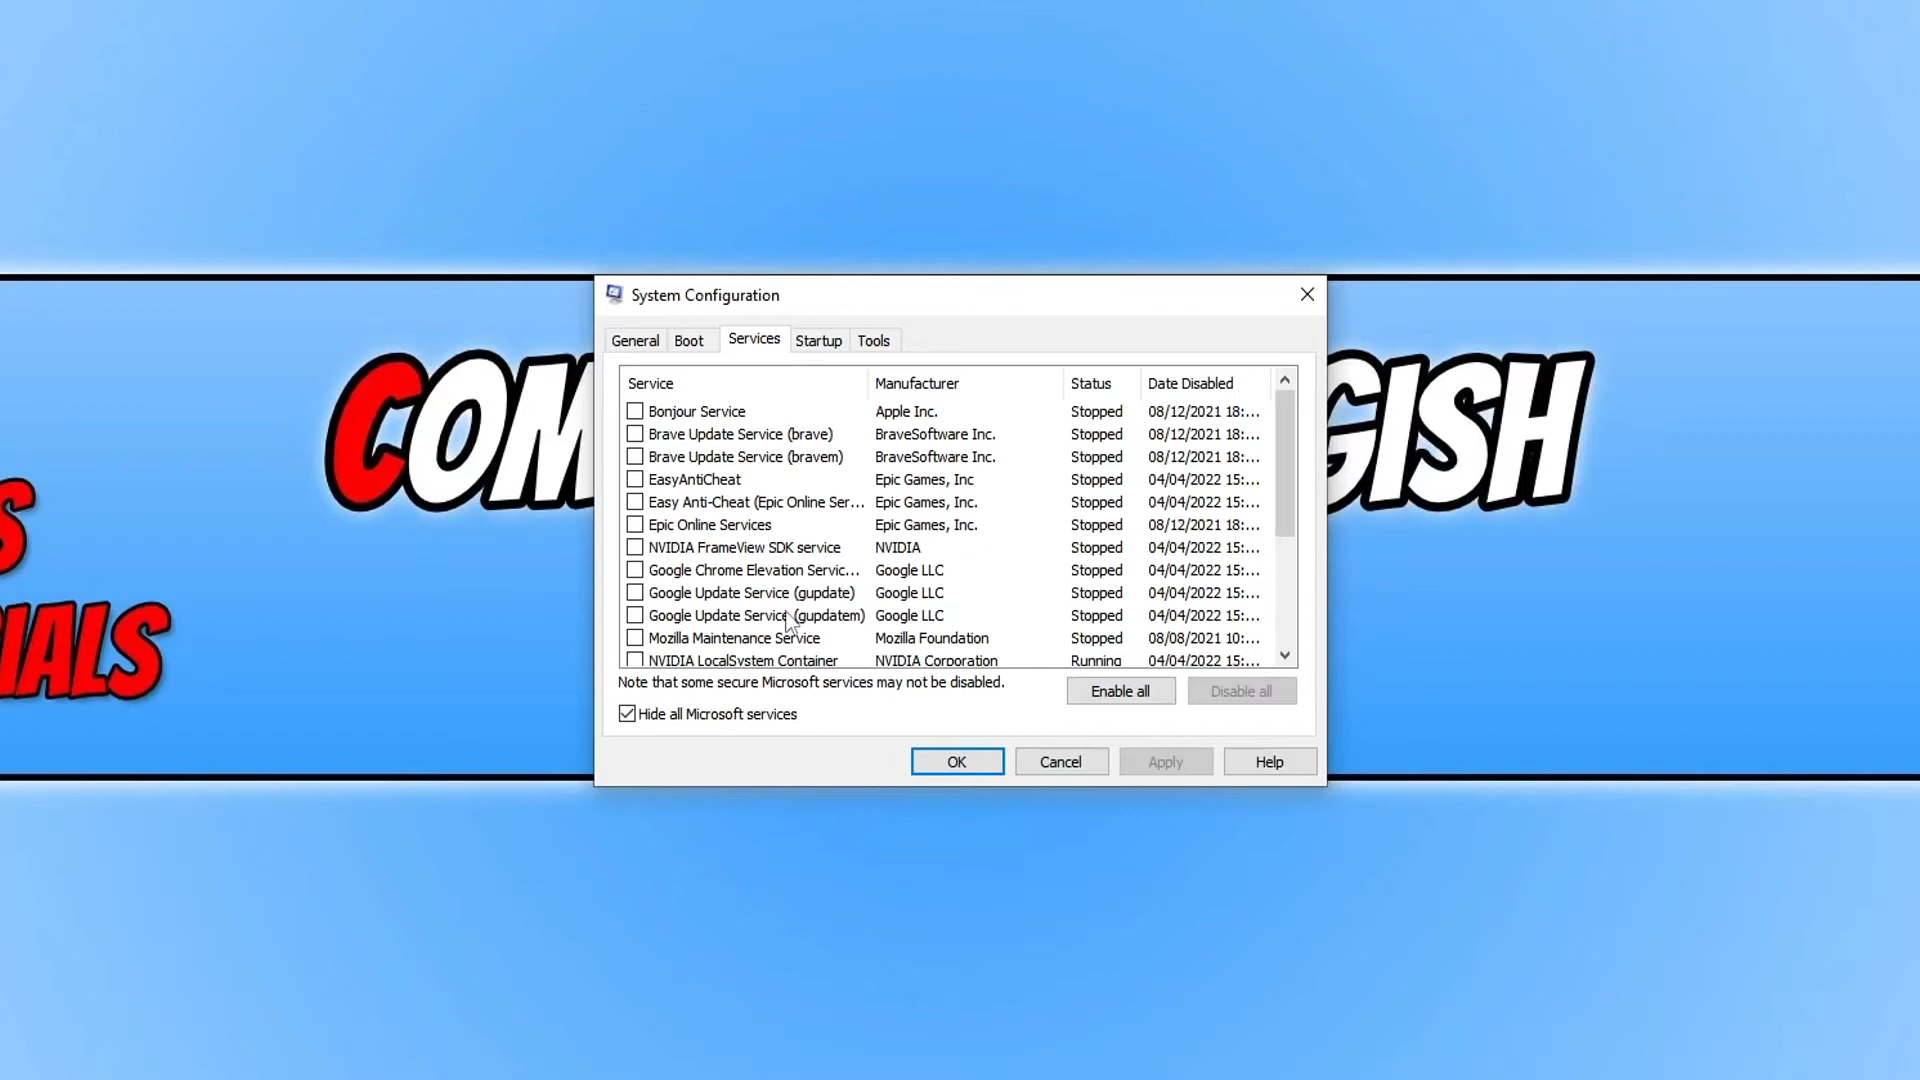 System Configuration
General Boot Services Startup Tools
Service Manufacturer Status Date Disabled
Bonjour Service Apple Inc. Stopped 08/12/2021 18:...
Brave Update Service (brave) BraveSoftware Inc. Stopped 08/12/2021 18:...
Brave Update Service (bravem) BraveSoftware Inc. Stopped 08/12/2021 18:...
EasyAntiCheat Epic Games, Inc Stopped 04/04/2022 15:...
Easy Anti-Cheat (Epic Online Ser... Epic Games, Inc. Stopped 04/04/2022 15:...
Epic Online Services Epic Games, Inc. Stopped 08/12/2021 18:...
NVIDIA FrameView SDK service NVIDIA Stopped 04/04/2022 15:...
Google Chrome Elevation Servic... Google LLC Stopped 04/04/2022 15:...
Google Update Service (gupdate) Google LLC Stopped 04/04/2022 15:...
Google Update Service (gupdatem) Google LLC Stopped 04/04/2022 15:...
Mozilla Maintenance Service Mozilla Foundation Stopped 08/08/2021 10:...
NVIDIA LocalSystem Container NVIDIA Corporation Running 04/04/2022 15:...
Note that some secure Microsoft services may not be disabled.
Enable all Disable all
Hide all Microsoft services
OK Cancel Apply Help
COM
GISH
S
IALS